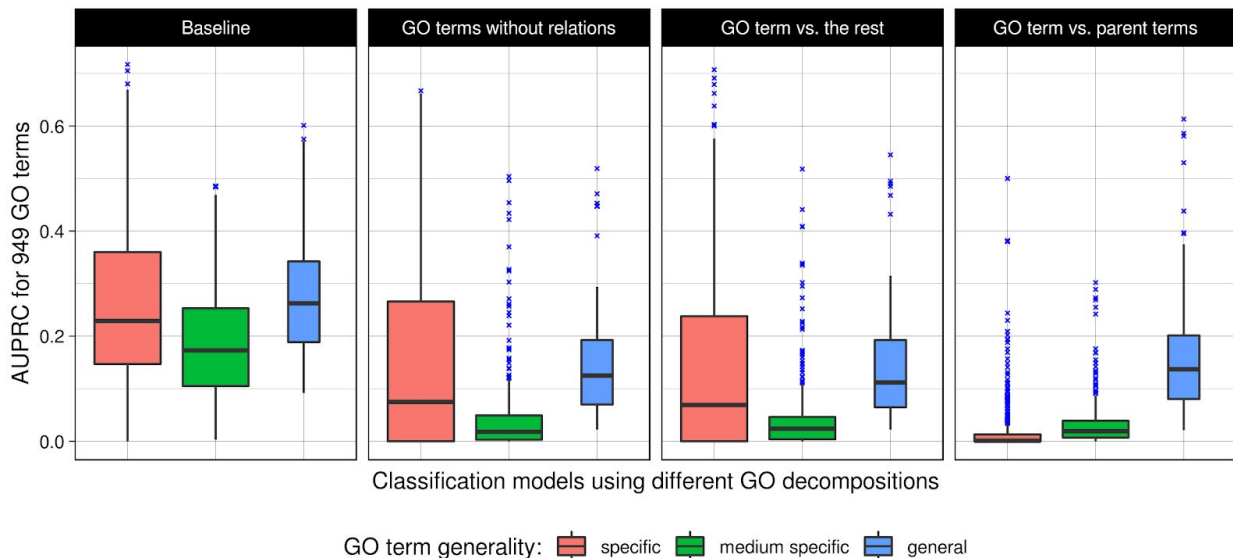 Baseline
GO terms without relations
GO term vs. the rest
GO term vs. parent terms
AUPRC for 949 GO terms
0.6
0.4
0.2
0.0
Classification models using different GO decompositions
GO term generality: specific medium specific general